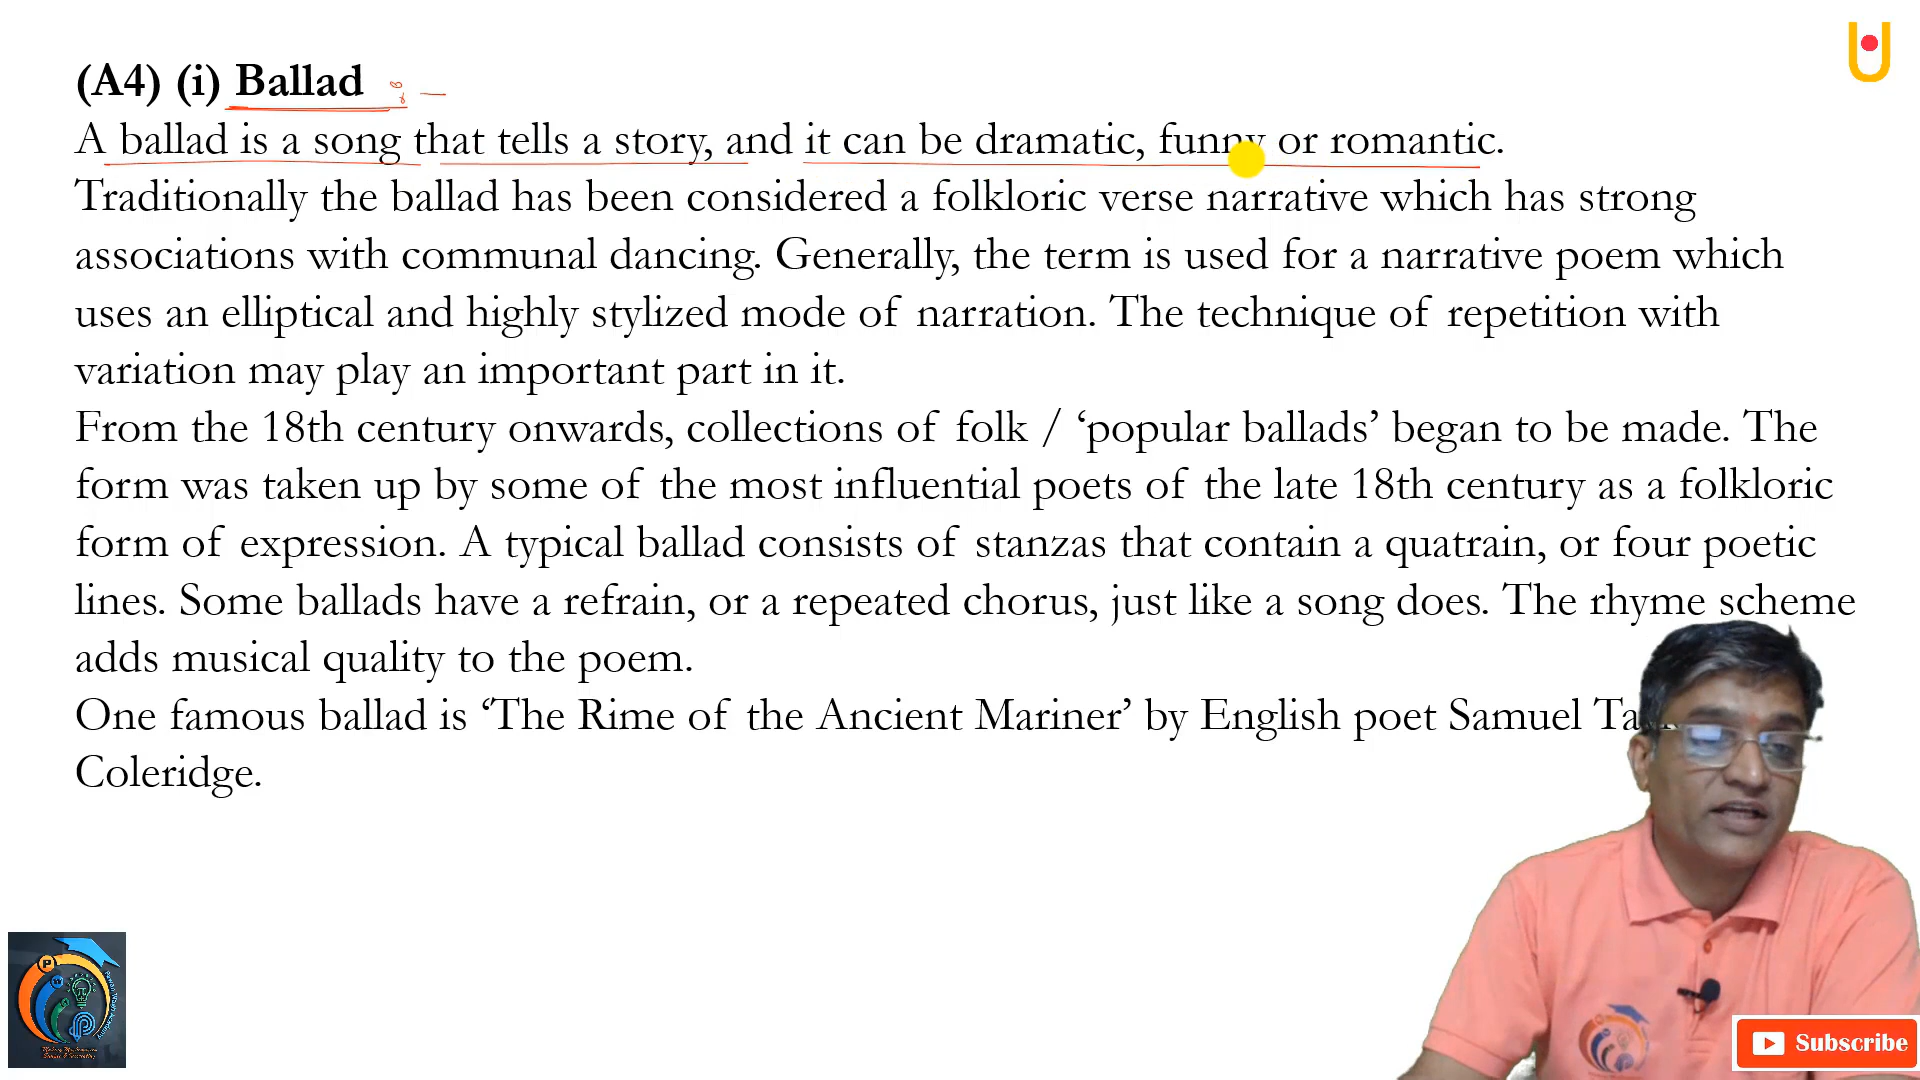 (A4) (i) Ballad
A ballad is a song that tells a story, and it can be dramatic, funny or romantic.
Traditionally the ballad has been considered a folkloric verse narrative which has strong
associations with communal dancing. Generally, the term is used for a narrative poem which
uses an elliptical and highly stylized mode of narration. The technique of repetition with
variation may play an important part in it.
From the 18th century onwards, collections of folk / ‘popular ballads’ began to be made. The
form was taken up by some of the most influential poets of the late 18th century as a folkloric
form of expression. A typical ballad consists of stanzas that contain a quatrain, or four poetic
lines. Some ballads have a refrain, or a repeated chorus, just like a song does. The rhyme scheme
adds musical quality to the poem.
One famous ballad is ‘The Rime of the Ancient Mariner’ by English poet Samuel
Coleridge.
Subscribe